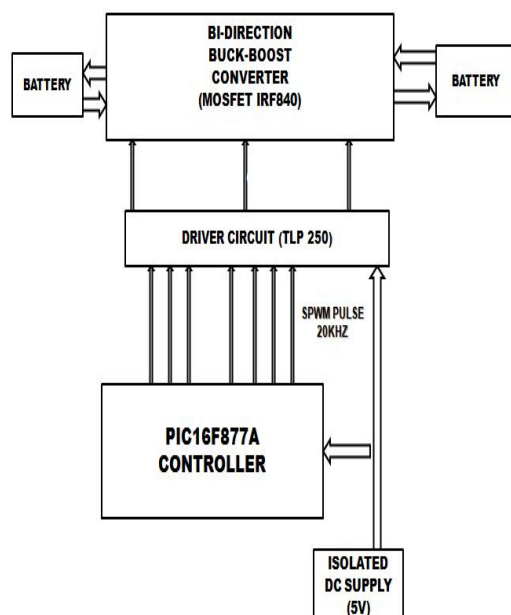 BI-DIRECTION
BUCK-BOOST
CONVERTER
(MOSFET IRF840)
BATTERY
BATTERY
DRIVER CIRCUIT (TLP 250)
SPWM PULSE
20KHZ
PIC16F877A
CONTROLLER
ISOLATED
DC SUPPLY
(5V)